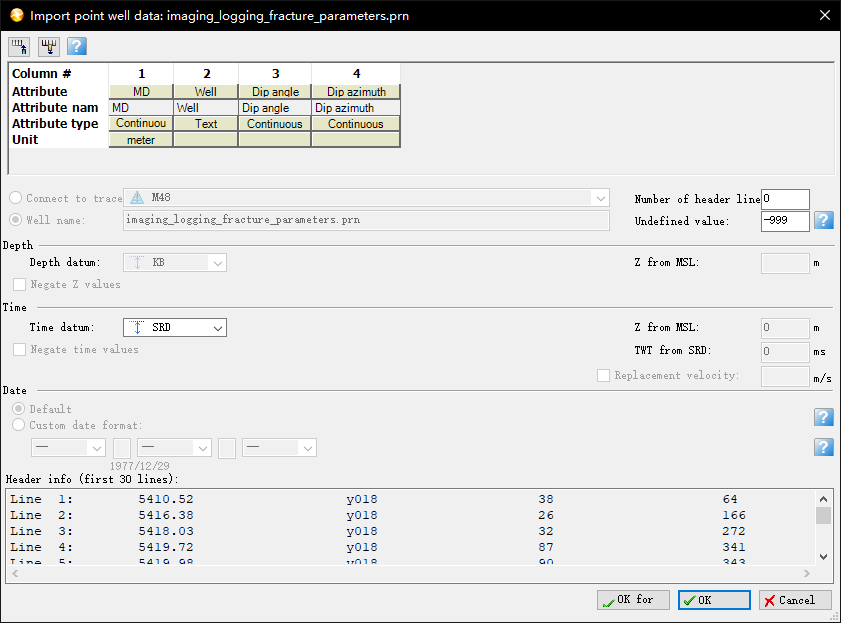 Import point well data: imaging_logging_fracture_parameters.prn
Column # 1 2 3 4
Attribute MD Well Dip angle Dip azimuth
Attribute nam MD Well Dip angle Dip azimuth
Attribute type Continuou Text Continuous Continuous
Unit meter
Connect to trace M48 Number of header line 0
Well name: imaging_logging_fracture_parameters.prn Undefined value: -999 ?
Depth
Depth datum: KB Z from MSL: m
Negate Z values
Time
Time datum: SRD Z from MSL: 0 m
Negate time values TWT from SRD: 0 ms
Replacement velocity: m/s
Date
Default ?
Custom date format:
— — — ?
1977/12/29
Header info (first 30 lines):
Line 1: 5410.52 y018 38 64
Line 2: 5416.38 y018 26 166
Line 3: 5418.03 y018 32 272
Line 4: 5419.72 y018 87 341
Line 5: 5419.98 y018 90 343
OK for OK Cancel